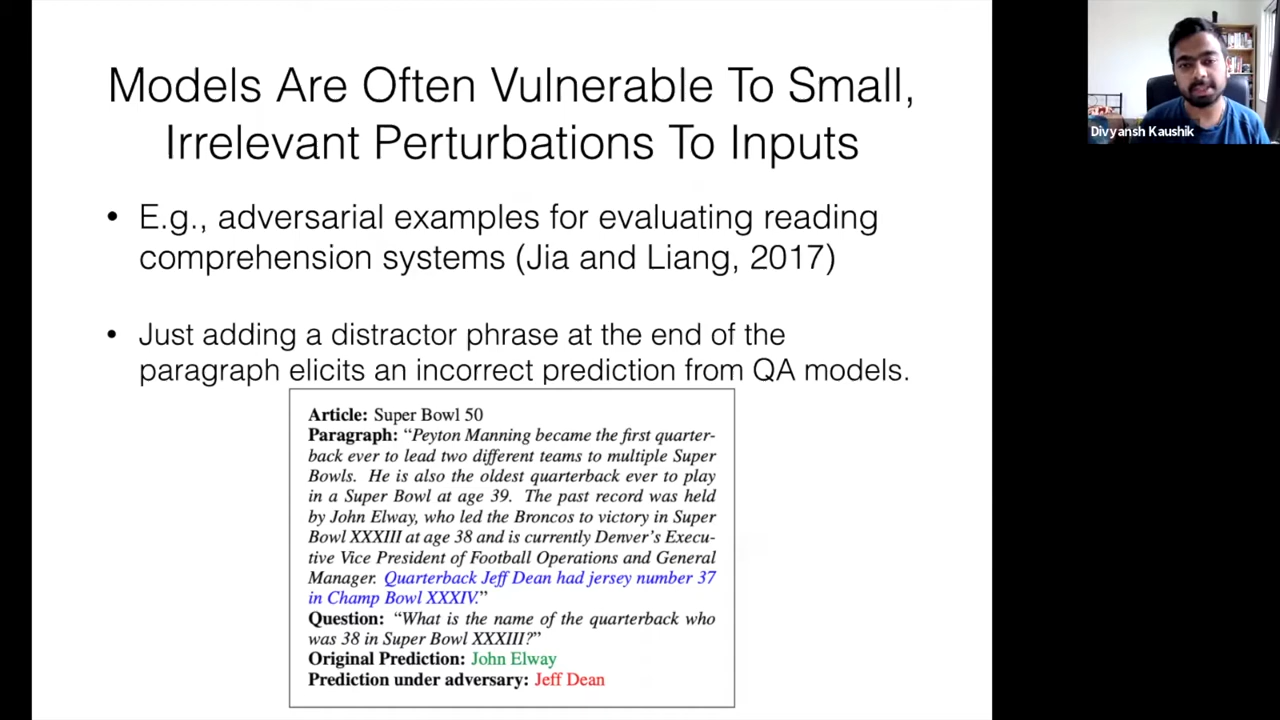 Models Are Often Vulnerable To Small,
Irrelevant Perturbations To Inputs
• E.g., adversarial examples for evaluating reading
comprehension systems (Jia and Liang, 2017)
• Just adding a distractor phrase at the end of the
paragraph elicits an incorrect prediction from QA models.
Article: Super Bowl 50
Paragraph: “Peyton Manning became the first quarter-
back ever to lead two different teams to multiple Super
Bowls. He is also the oldest quarterback ever to play
in a Super Bowl at age 39. The past record was held
by John Elway, who led the Broncos to victory in Super
Bowl XXXIII at age 38 and is currently Denver’s Execu-
tive Vice President of Football Operations and General
Manager. Quarterback Jeff Dean had jersey number 37
in Champ Bowl XXXIV.”
Question: “What is the name of the quarterback who
was 38 in Super Bowl XXXIII?”
Original Prediction: John Elway
Prediction under adversary: Jeff Dean
Divyansh Kaushik